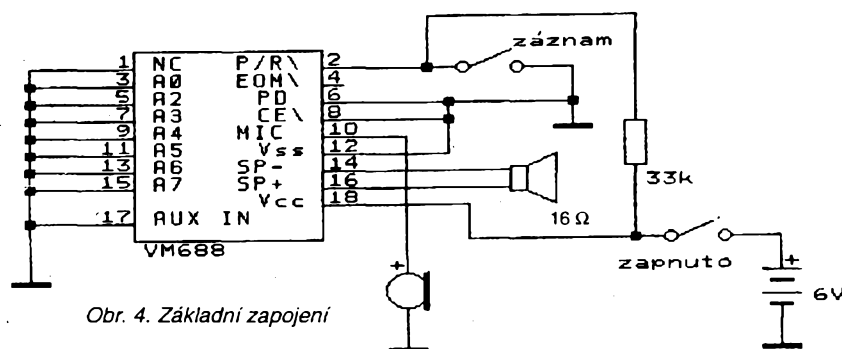 záznam
1 NC P/R\ 2
3 A0 EOM\ 4
5 A2 PD 6
7 A3 CE\ 8
9 A4 MIC 10
11 A5 Vss 12
13 A6 SP- 14
15 A7 SP+ 16
Vcc 18
17 AUX IN
VM688
16 Ω
33k
zapnuto
+
+
6V
Obr. 4. Základní zapojení